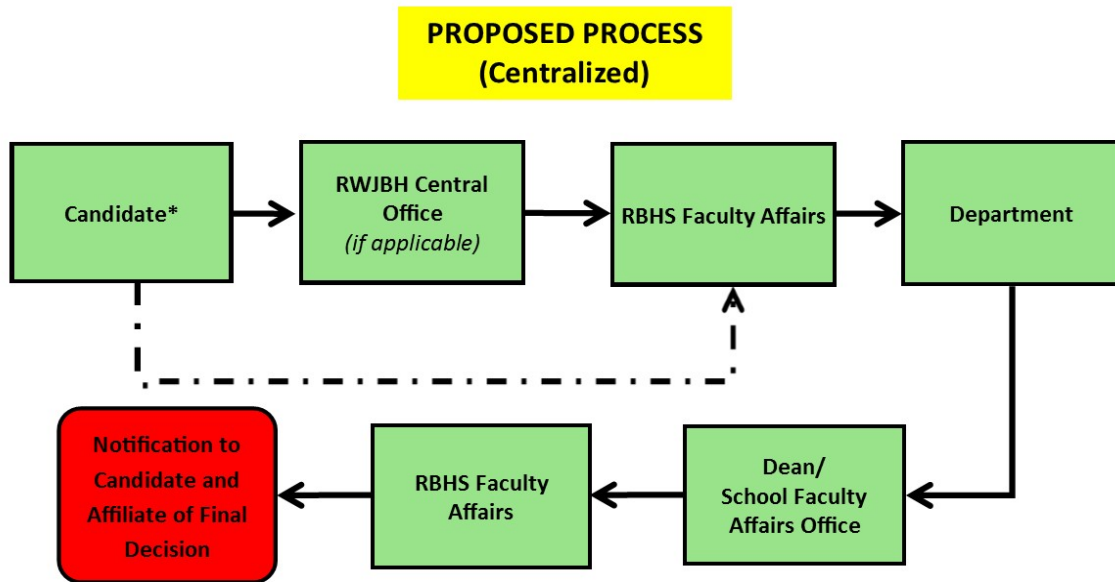 PROPOSED PROCESS
(Centralized)
Candidate*
RWJBH Central
Office
(if applicable)
RBHS Faculty Affairs
Department
Notification to
Candidate and
Affiliate of Final
Decision
RBHS Faculty
Affairs
Dean/
School Faculty
Affairs Office